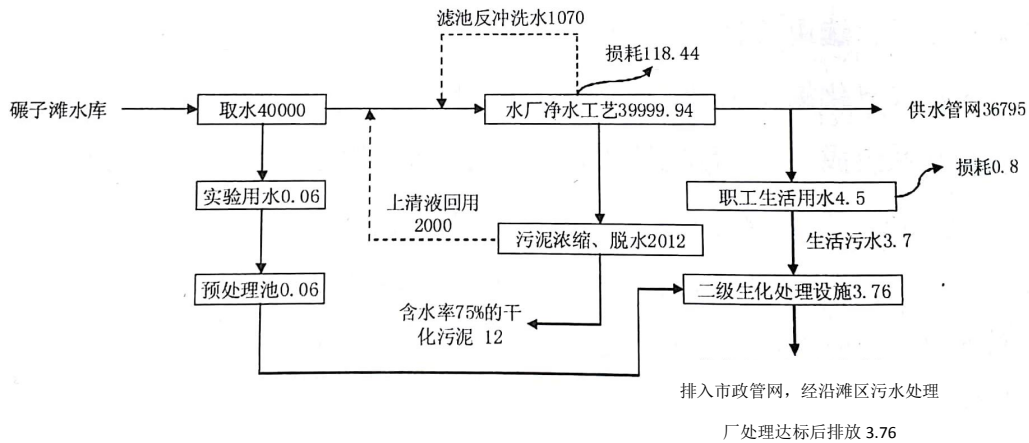 滤池反冲洗水1070
损耗118.44
碾子滩水库
取水40000
水厂净水工艺39999.94
供水管网36795
损耗0.8
实验用水0.06
上清液回用
2000
职工生活用水4.5
污泥浓缩、脱水2012
生活污水3.7
预处理池0.06
二级生化处理设施3.76
含水率75%的干
化污泥 12
排入市政管网，经沿滩区污水处理
厂处理达标后排放 3.76